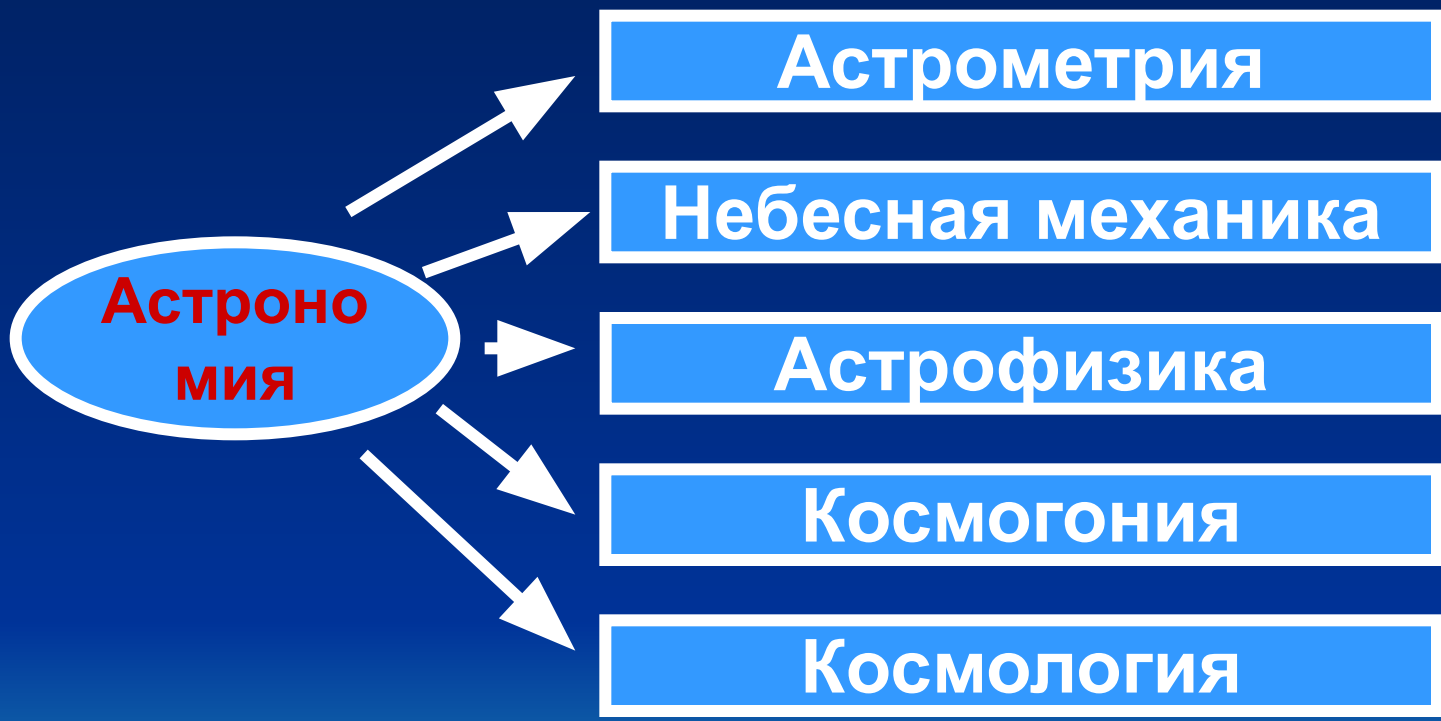 Астрометрия
Небесная механика
Астроно
мия
Астрофизика
Космогония
Космология